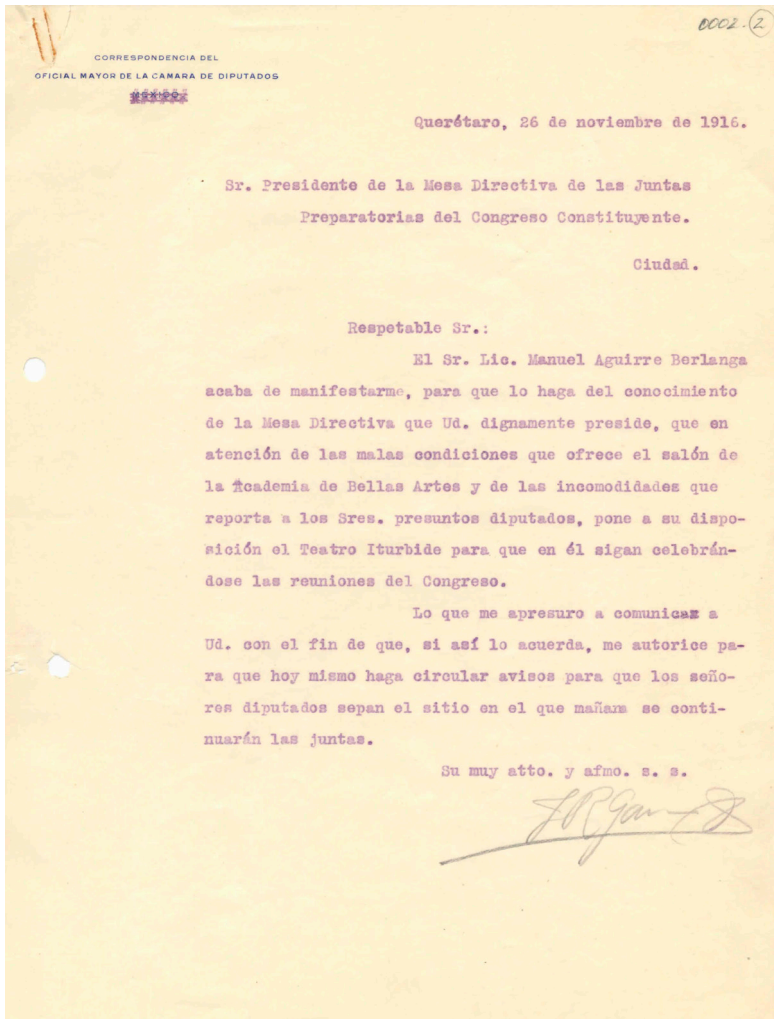 0002. 2
CORRESPONDENCIA DEL
OFICIAL MAYOR DE LA CAMARA DE DIPUTADOS
MEXICO
Querétaro, 26 de noviembre de 1916.
Sr. Presidente de la Mesa Directiva de las Juntas
Preparatorias del Congreso Constituyente.
Ciudad.
Respetable Sr.:
El Sr. Lic. Manuel Aguirre Berlanga
acaba de manifestarme, para que lo haga del conocimiento
de la Mesa Directiva que Ud. dignamente preside, que en
atención de las malas condiciones que ofrece el salón de
la Academia de Bellas Artes y de las incomodidades que
reporta a los Sres. presuntos diputados, pone a su dispo-
sición el Teatro Iturbide para que en él sigan celebrán-
dose las reuniones del Congreso.
Lo que me apresuro a comunicar a
Ud. con el fin de que, si así lo acuerda, me autorice pa-
ra que hoy mismo haga circular avisos para que los seño-
res diputados sepan el sitio en el que mañana se conti-
nuarán las juntas.
Su muy atto. y afmo. s. s.